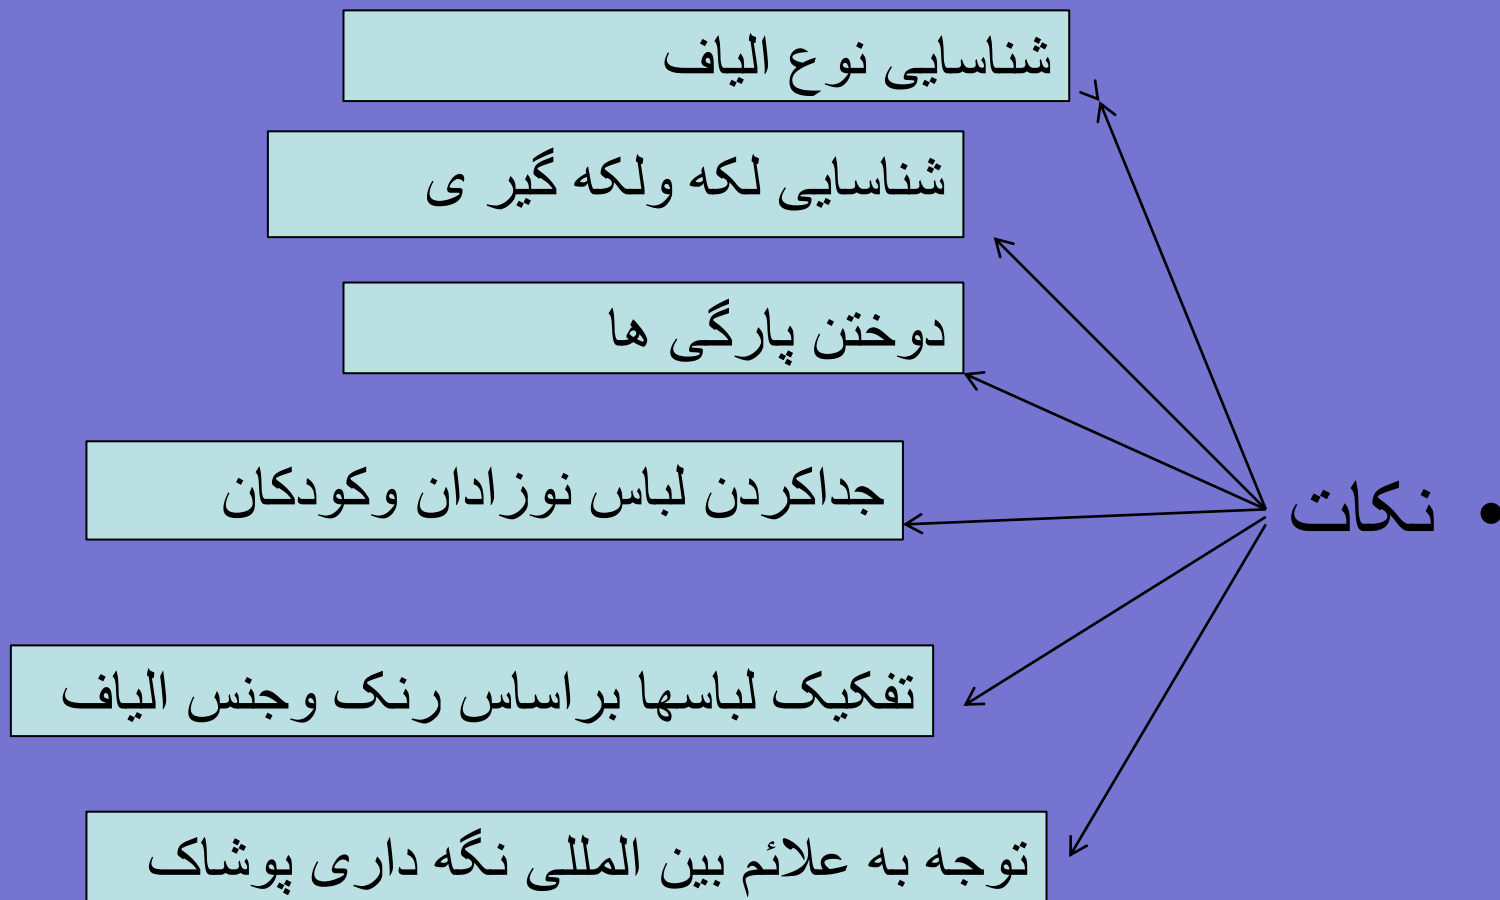 شناسایی نوع الیاف
شناسایی لکه ولکه گیر ی
دوختن پارگی ها
جداکردن لباس نوزادان وکودکان
• نکات
تفکیک لباسها براساس رنک وجنس الیاف
توجه به علائم بین المللی نگه داری پوشاک